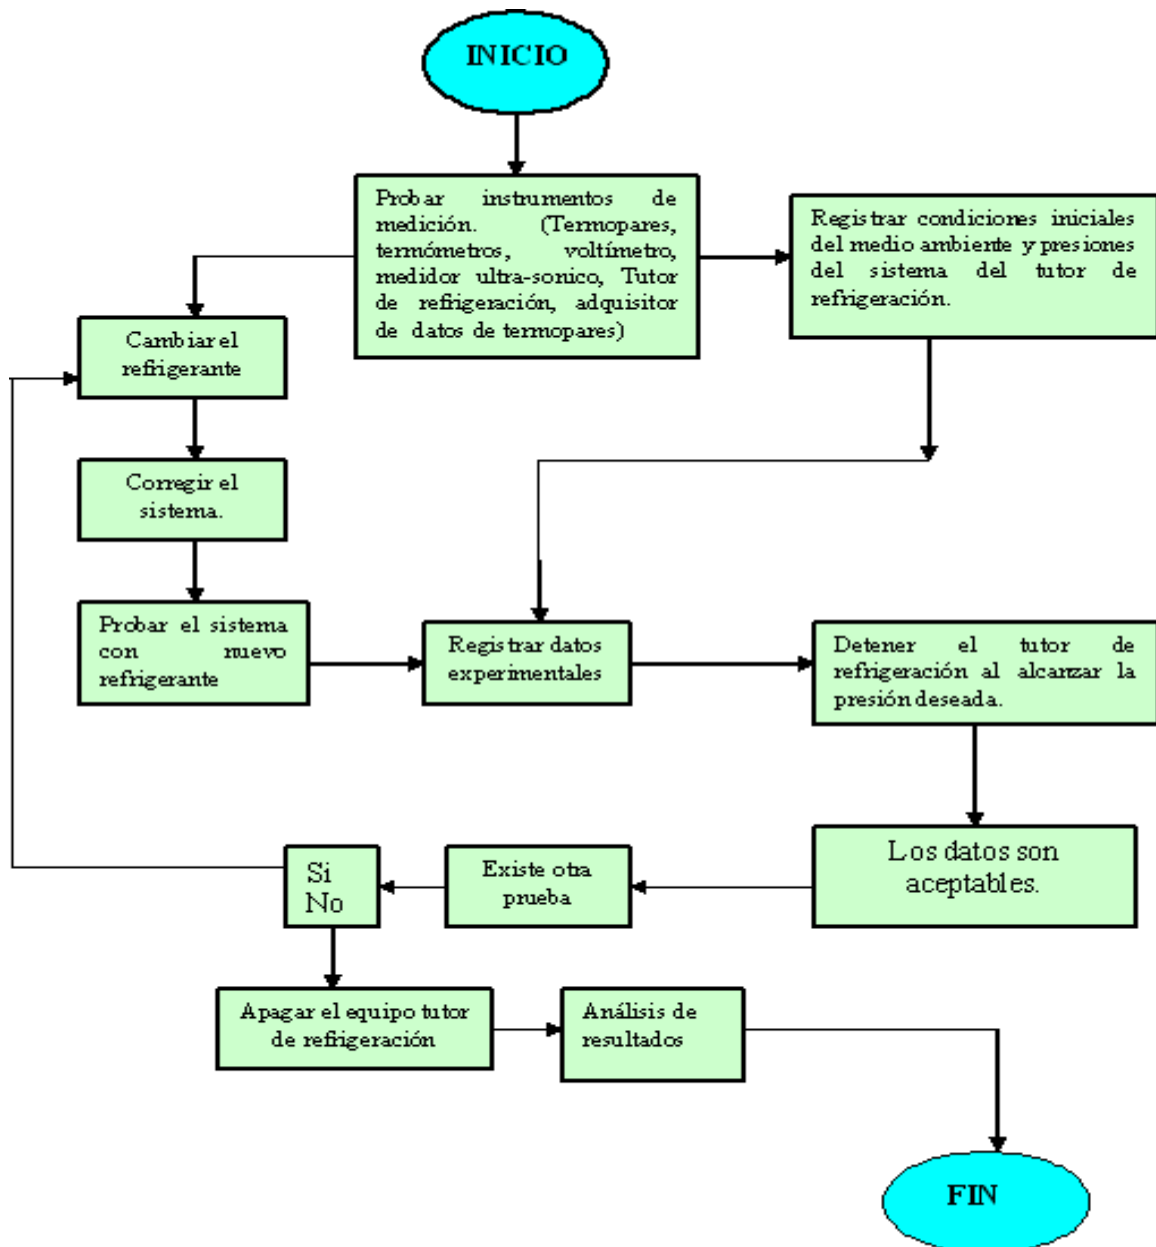 INICIO
Probar instrumentos de
medición. (Termopares,
termómetros, voltímetro,
medidor ultra-sonico, Tutor
de refrigeración, adquisitor
de datos de termopares)
Registrar condiciones iniciales
del medio ambiente y presiones
del sistema del tutor de
refrigeración.
Cambiar el
refrigerante
Corregir el
sistema.
Probar el sistema
con nuevo
refrigerante
Registrar datos
experimentales
Detener el tutor de
refrigeración al alcanzar la
presión deseada.
Los datos son
aceptables.
Existe otra
prueba
Si
No
Apagar el equipo tutor
de refrigeración
Análisis de
resultados
FIN